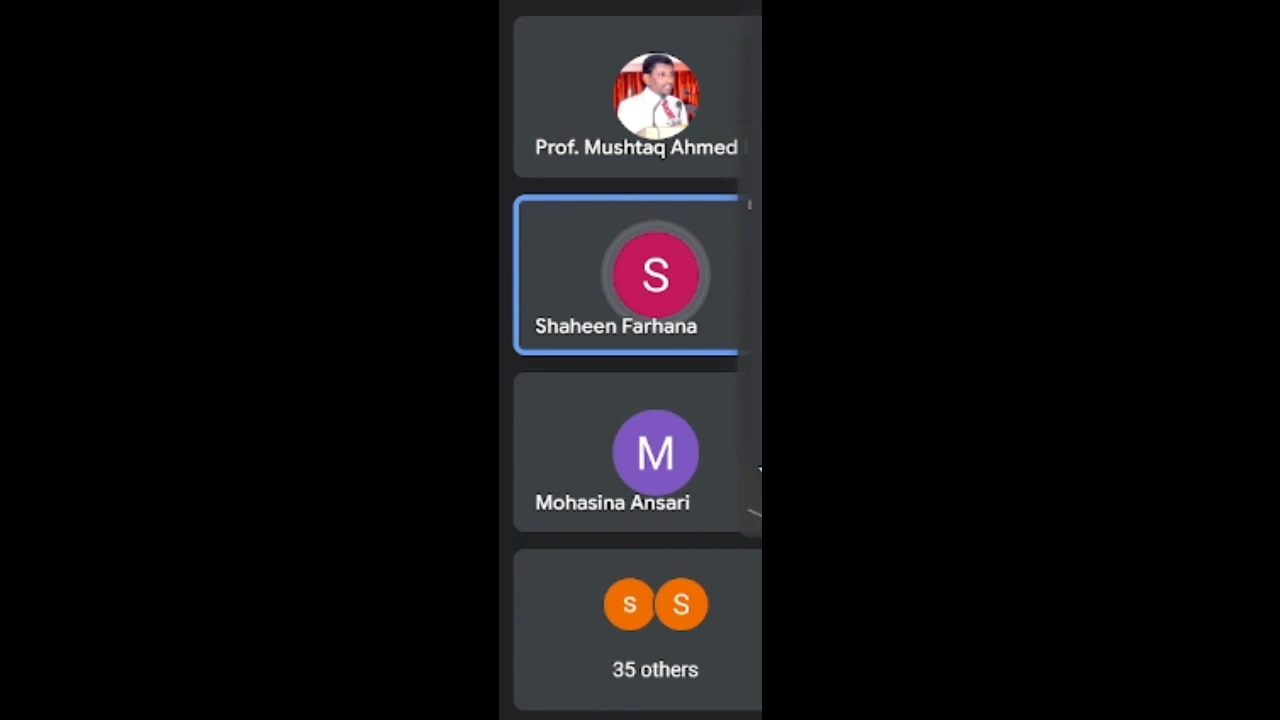 Prof. Mushtaq Ahmed
S
Shaheen Farhana
M
Mohasina Ansari
s S
35 others